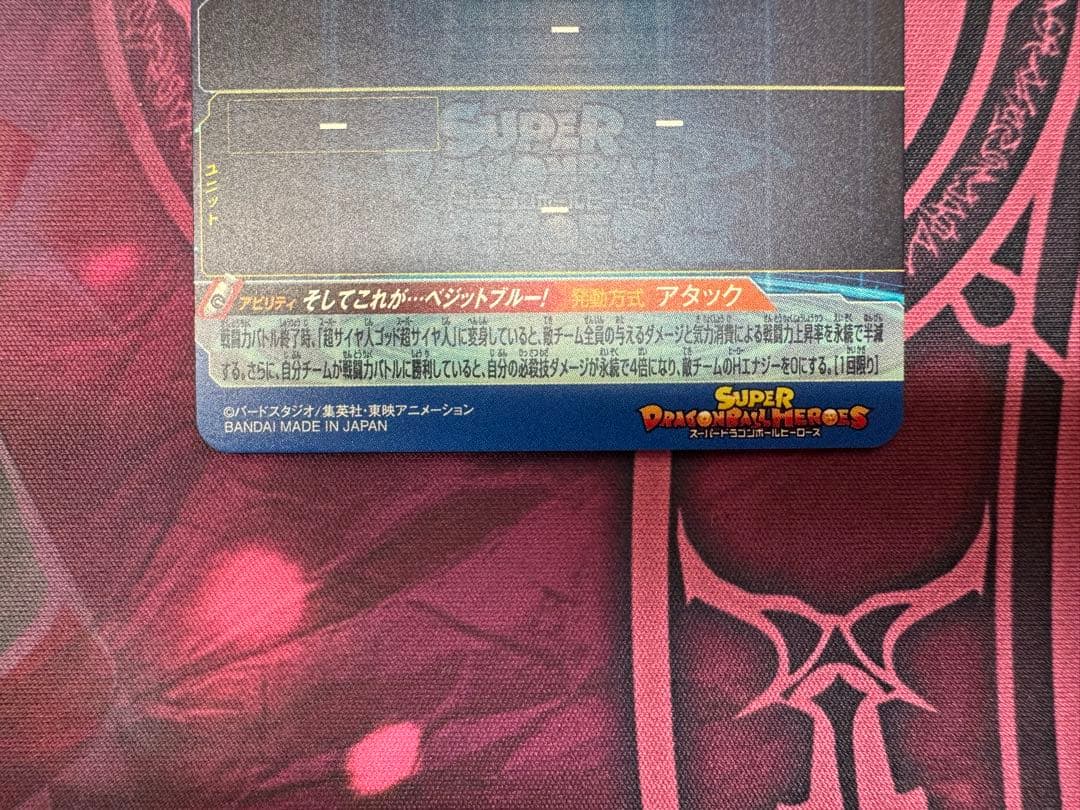 ー
ー ー
ユニット
ー
アビリティ そしてこれが…ベジットブルー! 発動方式 アタック
戦闘力バトル終了時、「超サイヤ人ゴッド超サイヤ人」に変身していると、敵チーム全員の与えるダメージと気力消費による戦闘力上昇率を永続で半減
する。さらに、自分チームが戦闘力バトルに勝利していると、自分の必殺技ダメージが永続で4倍になり、敵チームのHエナジーを0にする。[1回限り]
©バードスタジオ/集英社・東映アニメーション
BANDAI MADE IN JAPAN
SUPER
DRAGONBALL HEROES
スーパードラゴンボールヒーローズ